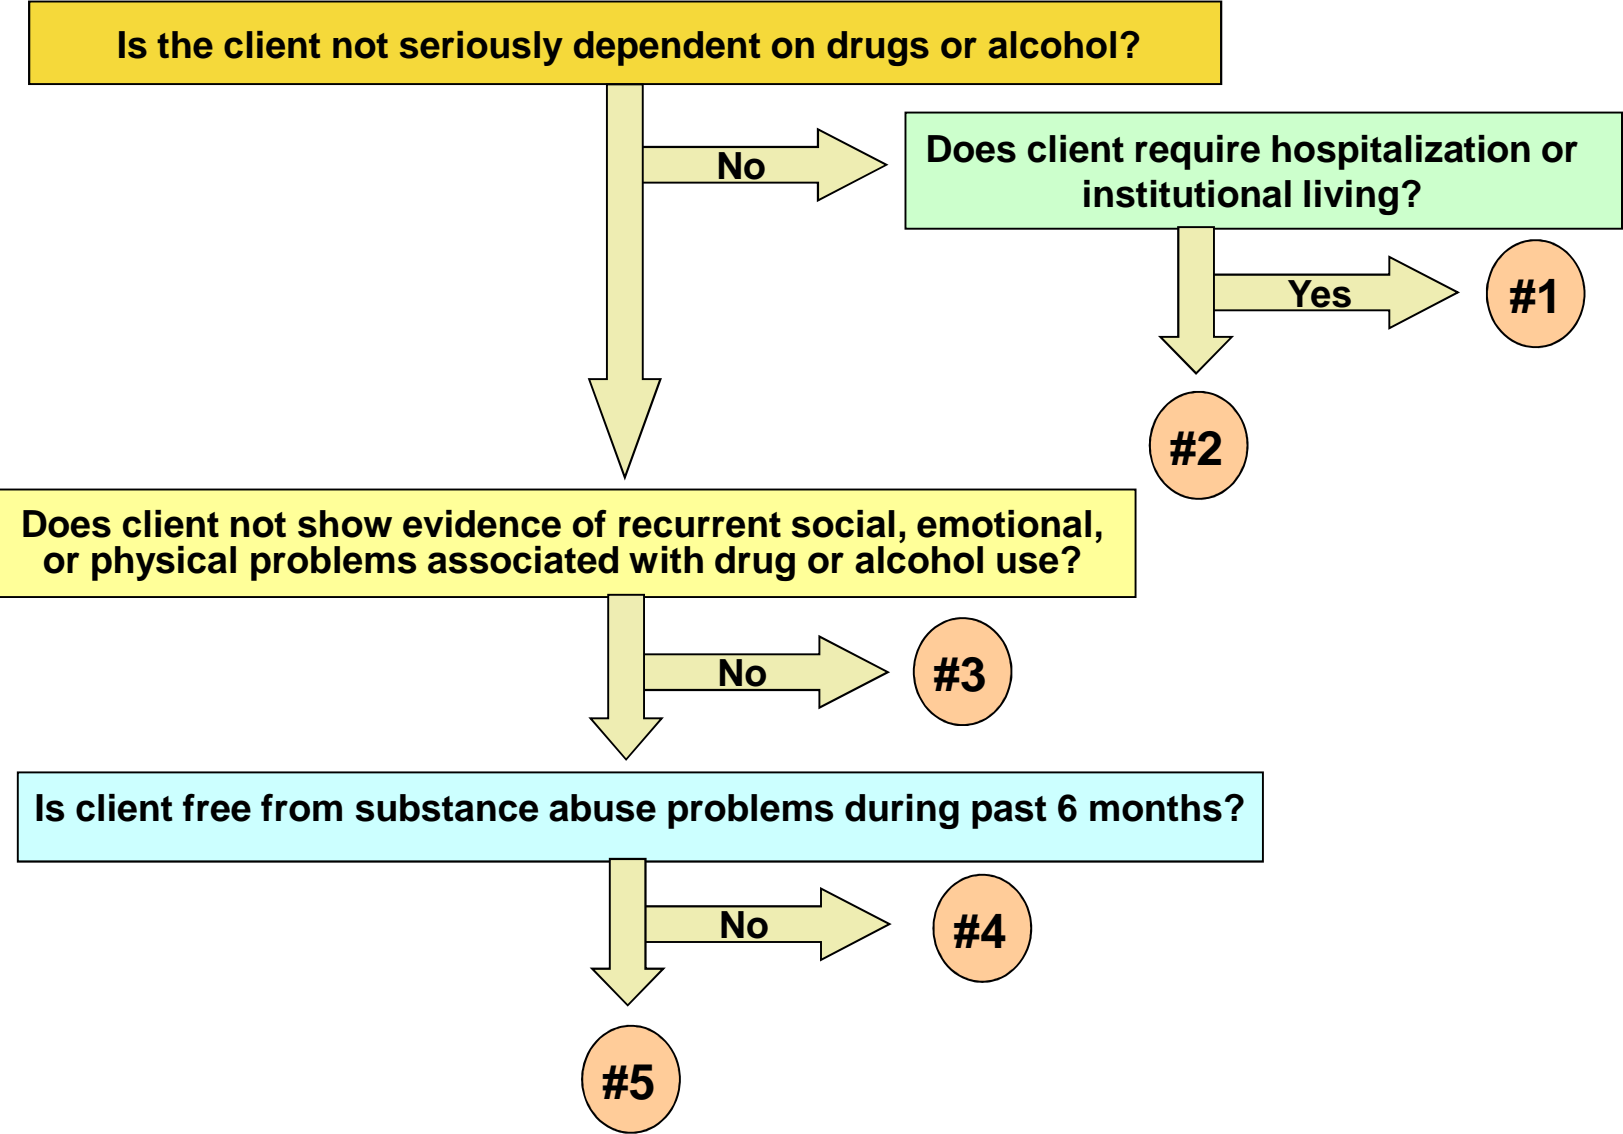 Is the client not seriously dependent on drugs or alcohol?
No
Does client require hospitalization or
institutional living?
Yes
#1
#2
Does client not show evidence of recurrent social, emotional,
or physical problems associated with drug or alcohol use?
No
#3
Is client free from substance abuse problems during past 6 months?
No
#4
#5